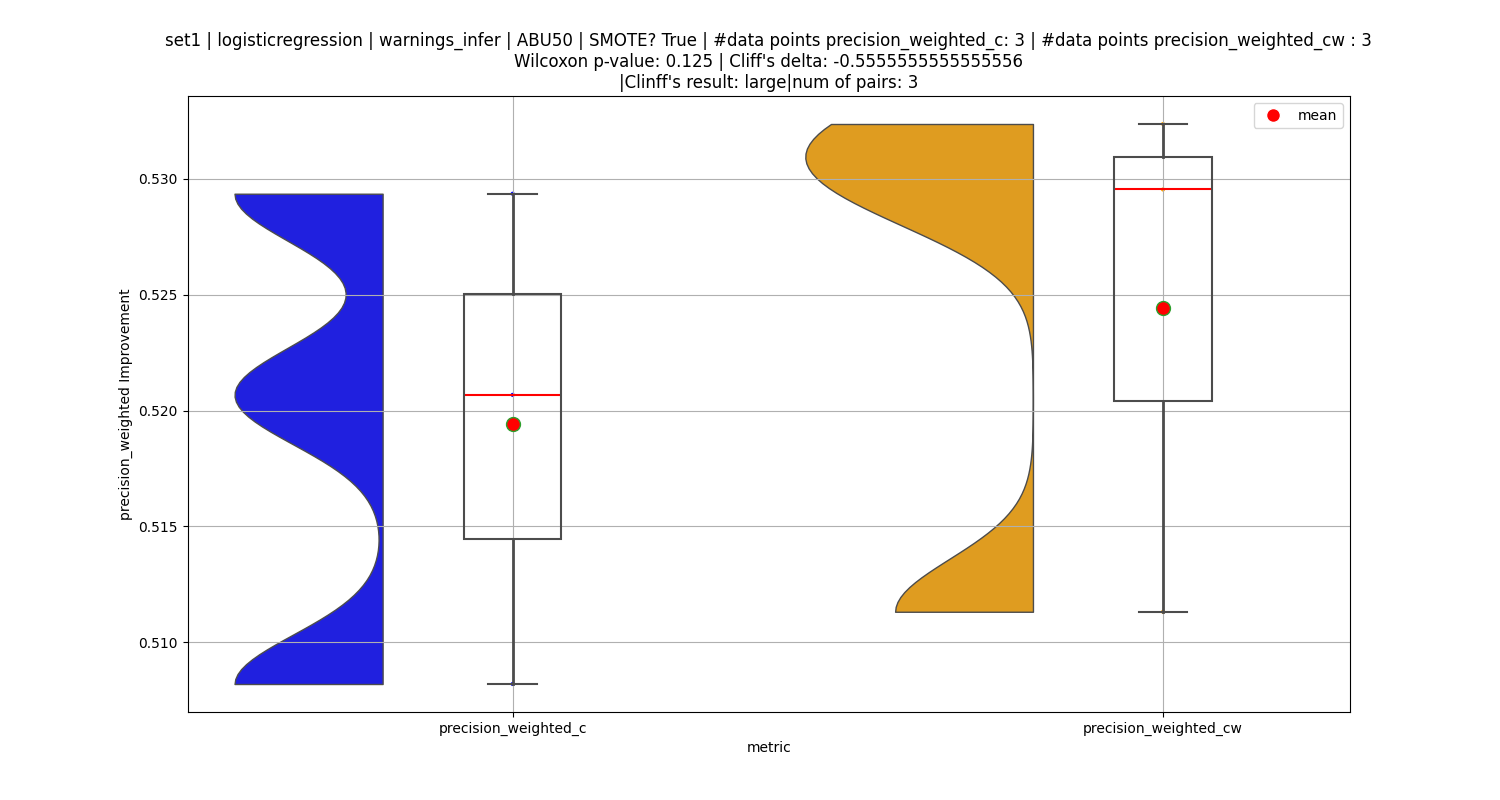 set1 | logisticregression | warnings_infer | ABU50 | SMOTE? True | #data points precision_weighted_c: 3 | #data points precision_weighted_cw : 3
Wilcoxon p-value: 0.125 | Cliff's delta: -0.5555555555555556
|Clinff's result: large|num of pairs: 3
mean
0.530
0.525
0.520
0.515
0.510
precision_weighted Improvement
precision_weighted_c
precision_weighted_cw
metric